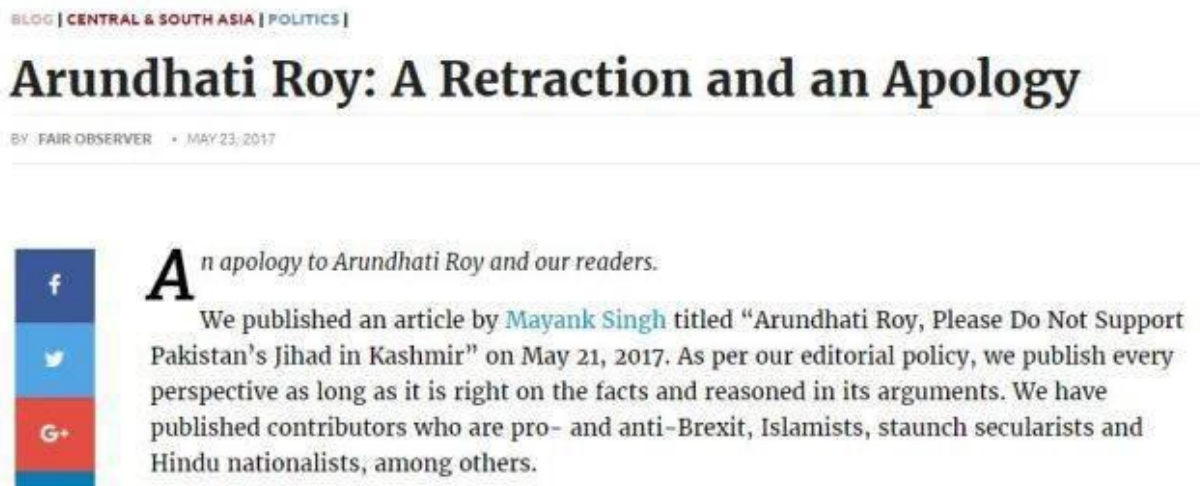 BLOG | CENTRAL & SOUTH ASIA | POLITICS |
Arundhati Roy: A Retraction and an Apology
BY FAIR OBSERVER • MAY 23, 2017
An apology to Arundhati Roy and our readers.
We published an article by Mayank Singh titled “Arundhati Roy, Please Do Not Support
Pakistan’s Jihad in Kashmir” on May 21, 2017. As per our editorial policy, we publish every
perspective as long as it is right on the facts and reasoned in its arguments. We have
published contributors who are pro- and anti-Brexit, Islamists, staunch secularists and
Hindu nationalists, among others.
f
G+